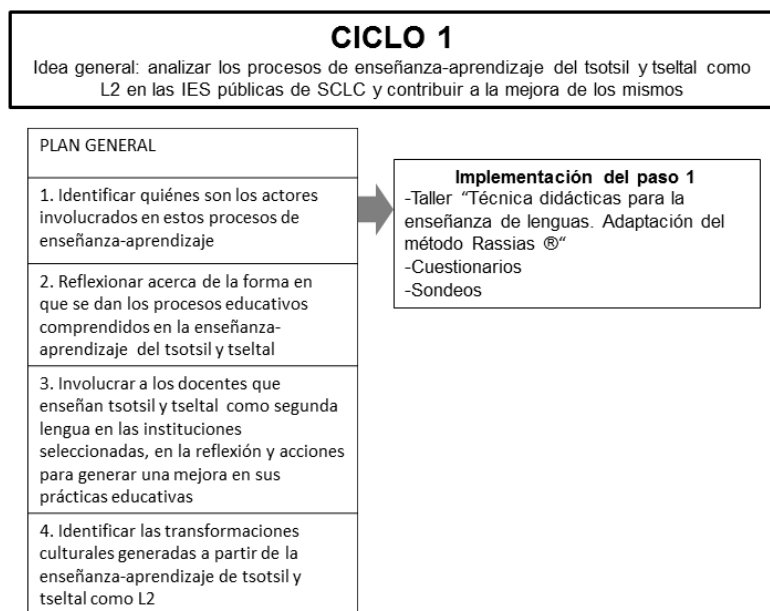 CICLO 1
Idea general: analizar los procesos de enseñanza-aprendizaje del tsotsil y tseltal como
L2 en las IES públicas de SCLC y contribuir a la mejora de los mismos
PLAN GENERAL
1. Identificar quiénes son los actores
involucrados en estos procesos de
enseñanza-aprendizaje
2. Reflexionar acerca de la forma en
que se dan los procesos educativos
comprendidos en la enseñanza-
aprendizaje del tsotsil y tseltal
3. Involucrar a los docentes que
enseñan tsotsil y tseltal como segunda
lengua en las instituciones
seleccionadas, en la reflexión y acciones
para generar una mejora en sus
prácticas educativas
4. Identificar las transformaciones
culturales generadas a partir de la
enseñanza-aprendizaje de tsotsil y
tseltal como L2
Implementación del paso 1
-Taller “Técnica didácticas para la
enseñanza de lenguas. Adaptación del
método Rassias ®“
-Cuestionarios
-Sondeos